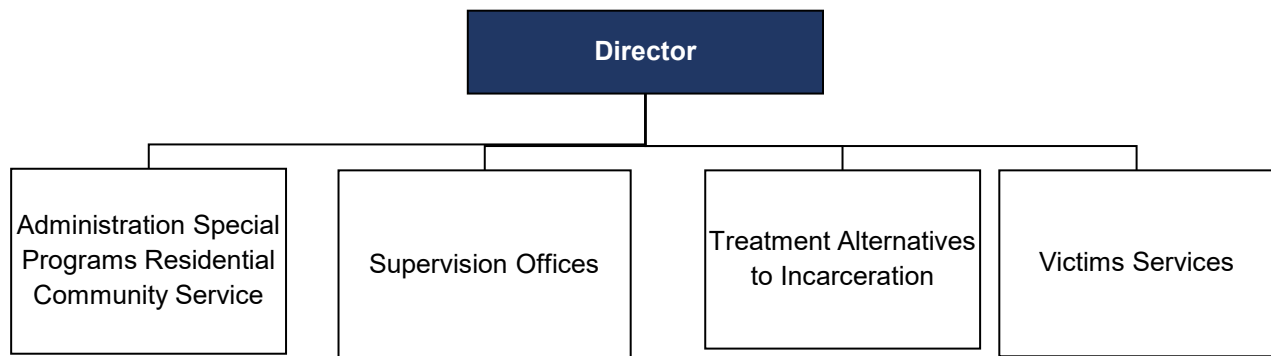 Director
Administration Special
Programs Residential
Community Service
Supervision Offices
Treatment Alternatives
to Incarceration
Victims Services